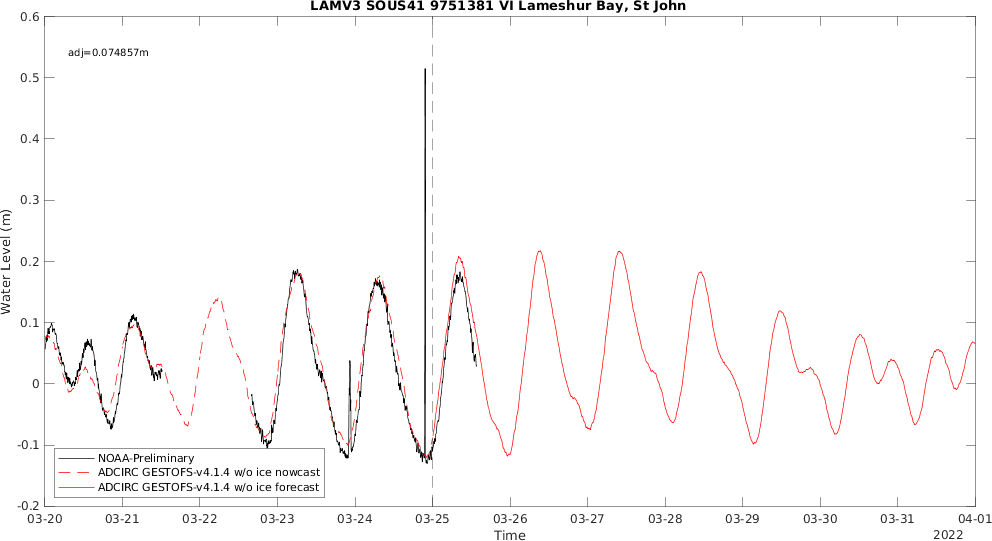 LAMV3 SOUS41 9751381 VI Lameshur Bay, St John
adj=0.074857m
0.6
0.5
0.4
0.3
0.2
0.1
0
-0.1
-0.2
Water Level (m)
NOAA-Preliminary
ADCIRC GESTOFS-v4.1.4 w/o ice nowcast
ADCIRC GESTOFS-v4.1.4 w/o ice forecast
03-20 03-21 03-22 03-23 03-24 03-25 03-26 03-27 03-28 03-29 03-30 03-31 04-01
Time
2022